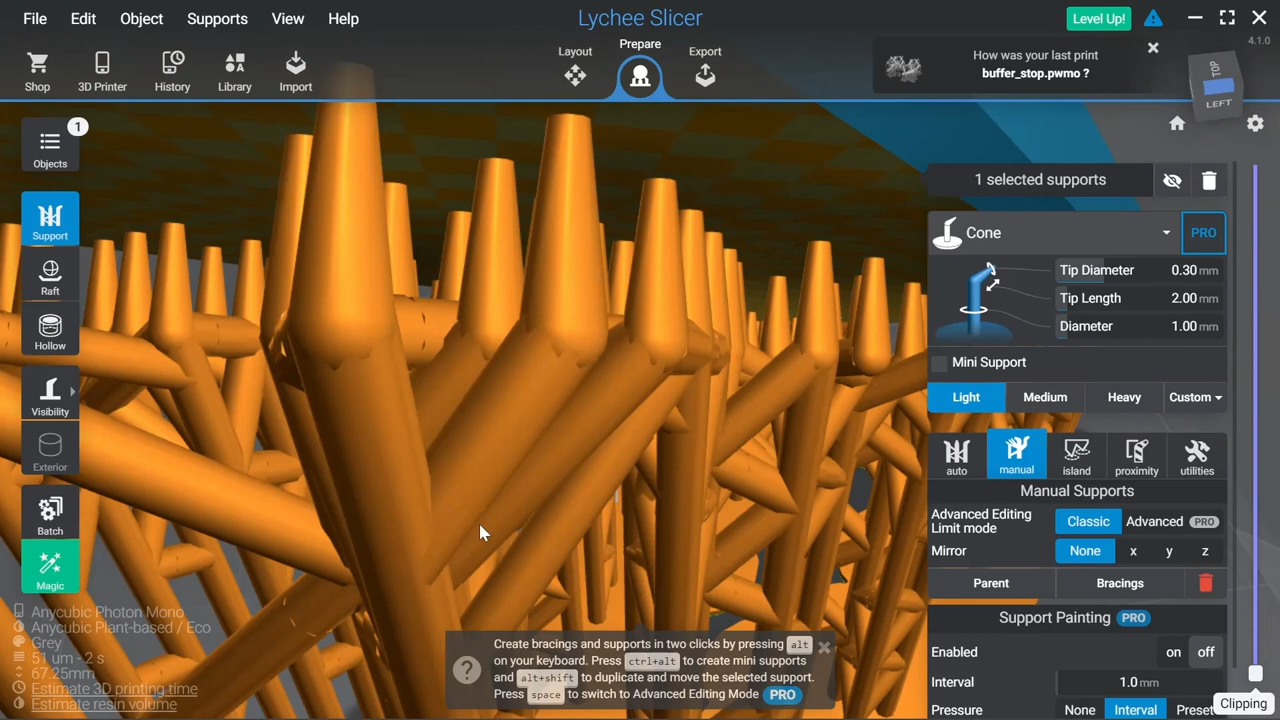 File Edit Object Supports View Help
Lychee Slicer
Level Up!
4.1.0
Shop 3D Printer History Library Import
Layout Prepare Export
How was your last print
buffer_stop.pwmo ?
TOP
LEFT
1
Objects
Support
Raft
Hollow
Visibility
Exterior
Batch
Magic
Anycubic Photon Mono
Anycubic Plant-based / Eco
Grey
51 um - 2 s
67.25mm
Estimate 3D printing time
Estimate resin volume
Create bracings and supports in two clicks by pressing alt
on your keyboard. Press ctrl+alt to create mini supports
and alt+shift to duplicate and move the selected support.
Press space to switch to Advanced Editing Mode PRO
1 selected supports
Cone PRO
Tip Diameter 0.30 mm
Tip Length 2.00 mm
Diameter 1.00 mm
Mini Support
Light Medium Heavy Custom
auto manual island proximity utilities
Manual Supports
Advanced Editing
Limit mode
Classic Advanced PRO
Mirror None x y z
Parent Bracings
Support Painting PRO
Enabled on off
Interval 1.0 mm
Pressure None Interval Preset
Clipping